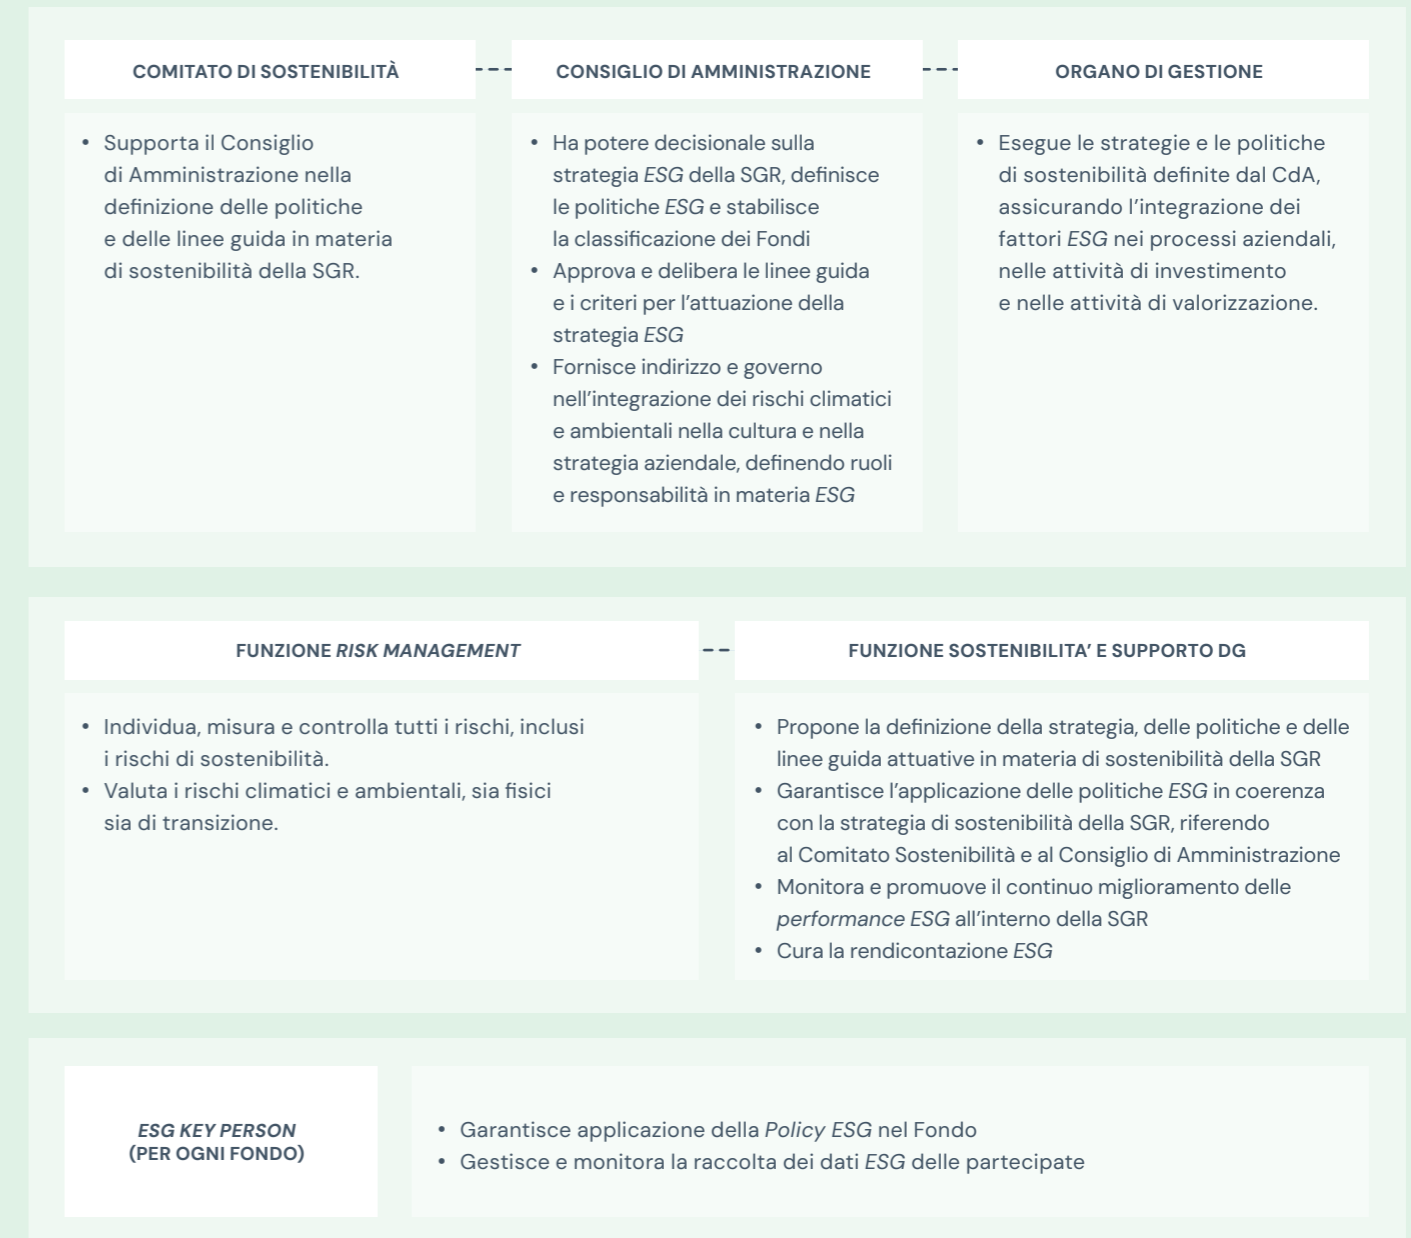 COMITATO DI SOSTENIBILITÀ
• Supporta il Consiglio
di Amministrazione nella
definizione delle politiche
e delle linee guida in materia
di sostenibilità della SGR.
CONSIGLIO DI AMMINISTRAZIONE
• Ha potere decisionale sulla
strategia ESG della SGR, definisce
le politiche ESG e stabilisce
la classificazione dei Fondi
• Approva e delibera le linee guida
e i criteri per l’attuazione della
strategia ESG
• Fornisce indirizzo e governo
nell’integrazione dei rischi climatici
e ambientali nella cultura e nella
strategia aziendale, definendo ruoli
e responsabilità in materia ESG
ORGANO DI GESTIONE
• Esegue le strategie e le politiche
di sostenibilità definite dal CdA,
assicurando l’integrazione dei
fattori ESG nei processi aziendali,
nelle attività di investimento
e nelle attività di valorizzazione.
FUNZIONE RISK MANAGEMENT
• Individua, misura e controlla tutti i rischi, inclusi
i rischi di sostenibilità.
• Valuta i rischi climatici e ambientali, sia fisici
sia di transizione.
FUNZIONE SOSTENIBILITA’ E SUPPORTO DG
• Propone la definizione della strategia, delle politiche e delle
linee guida attuative in materia di sostenibilità della SGR
• Garantisce l’applicazione delle politiche ESG in coerenza
con la strategia di sostenibilità della SGR, riferendo
al Comitato Sostenibilità e al Consiglio di Amministrazione
• Monitora e promuove il continuo miglioramento delle
performance ESG all’interno della SGR
• Cura la rendicontazione ESG
ESG KEY PERSON
(PER OGNI FONDO)
• Garantisce applicazione della Policy ESG nel Fondo
• Gestisce e monitora la raccolta dei dati ESG delle partecipate